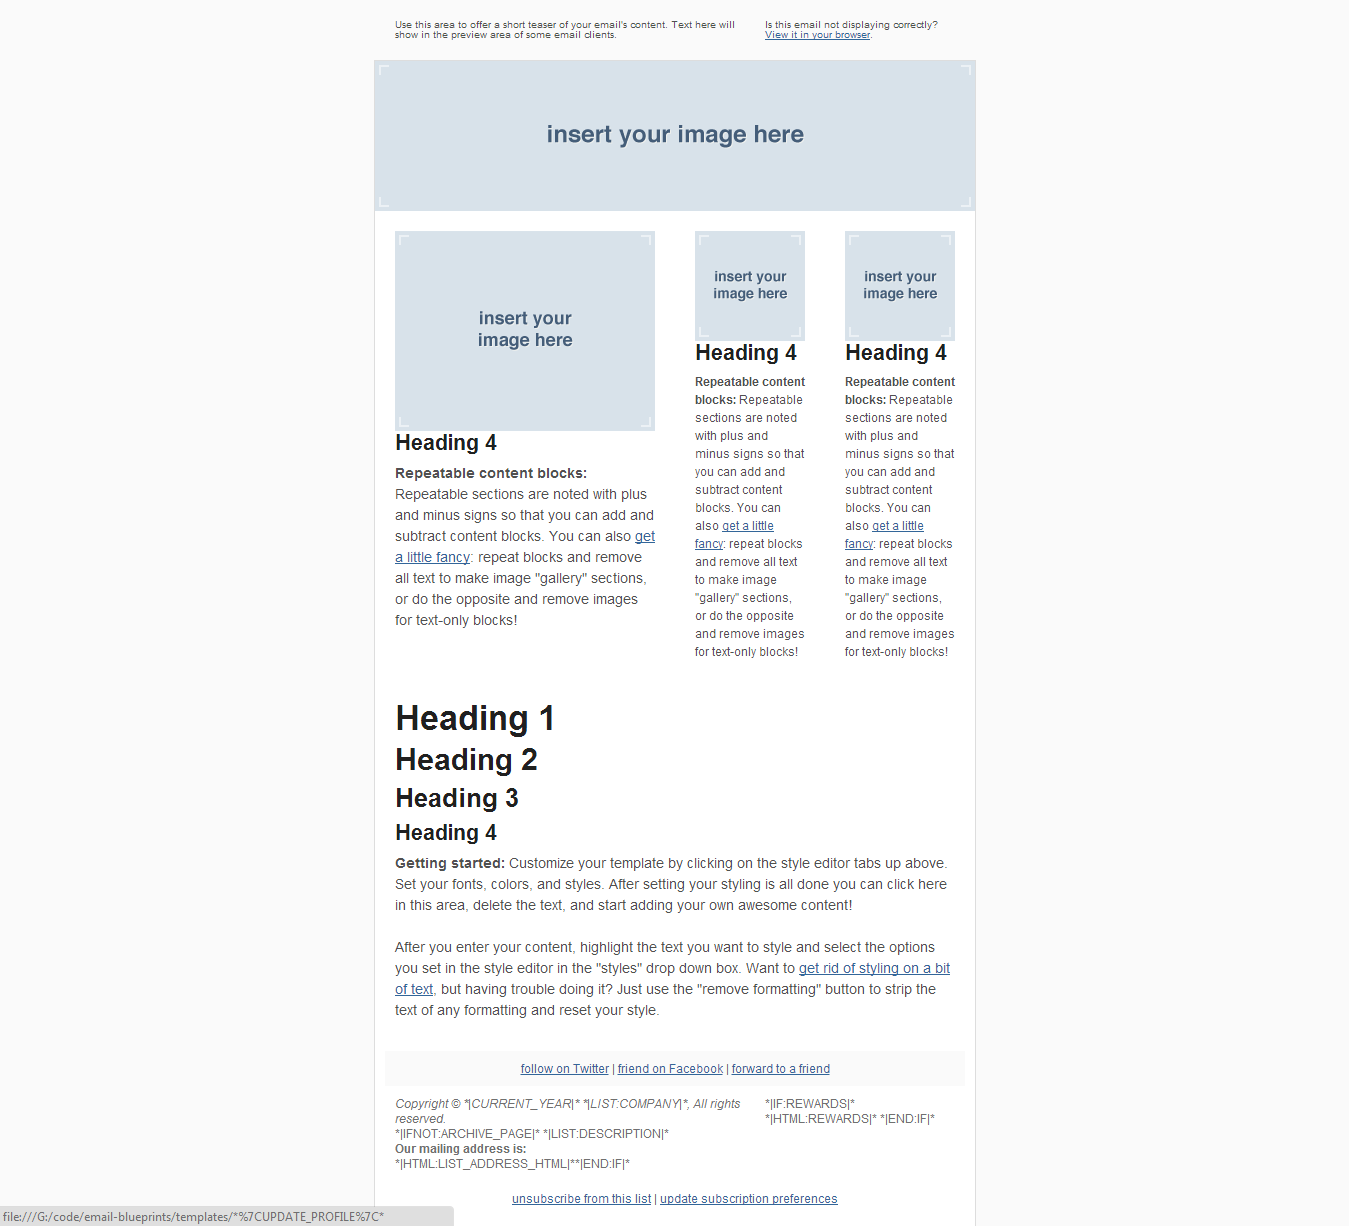 Use this area to offer a short teaser of your email's content. Text here will
show in the preview area of some email clients.
Is this email not displaying correctly?
View it in your browser.
insert your image here
insert your
image here
Heading 4
Repeatable content blocks:
Repeatable sections are noted with plus
and minus signs so that you can add and
subtract content blocks. You can also get
a little fancy: repeat blocks and remove
all text to make image "gallery" sections,
or do the opposite and remove images
for text-only blocks!
insert your
image here
Heading 4
Repeatable content
blocks: Repeatable
sections are noted
with plus and
minus signs so that
you can add and
subtract content
blocks. You can
also get a little
fancy: repeat blocks
and remove all text
to make image
"gallery" sections,
or do the opposite
and remove images
for text-only blocks!
insert your
image here
Heading 4
Repeatable content
blocks: Repeatable
sections are noted
with plus and
minus signs so that
you can add and
subtract content
blocks. You can
also get a little
fancy: repeat blocks
and remove all text
to make image
"gallery" sections,
or do the opposite
and remove images
for text-only blocks!
Heading 1
Heading 2
Heading 3
Heading 4
Getting started: Customize your template by clicking on the style editor tabs up above.
Set your fonts, colors, and styles. After setting your styling is all done you can click here
in this area, delete the text, and start adding your own awesome content!
After you enter your content, highlight the text you want to style and select the options
you set in the style editor in the "styles" drop down box. Want to get rid of styling on a bit
of text, but having trouble doing it? Just use the "remove formatting" button to strip the
text of any formatting and reset your style.
follow on Twitter | friend on Facebook | forward to a friend
Copyright © *|CURRENT_YEAR|* *|LIST:COMPANY|*, All rights
reserved.
*|IFNOT:ARCHIVE_PAGE|* *|LIST:DESCRIPTION|*
Our mailing address is:
*|HTML:LIST_ADDRESS_HTML|**|END:IF|*
*|IF:REWARDS|*
*|HTML:REWARDS|* *|END:IF|*
unsubscribe from this list | update subscription preferences
file:///G:/code/email-blueprints/templates/*%7CUPDATE_PROFILE%7C*